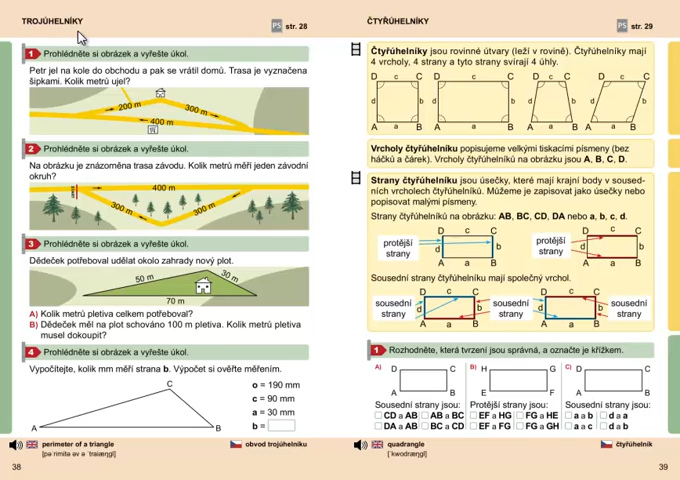 TROJÚHELNÍKY
PS str. 28
1 Prohlédněte si obrázek a vyřešte úkol.
Petr jel na kole do obchodu a pak se vrátil domů. Trasa je vyznačena
šipkami. Kolik metrů ujel?
200 m
300 m
400 m
2 Prohlédněte si obrázek a vyřešte úkol.
Na obrázku je znázorněna trasa závodu. Kolik metrů měří jeden závodní
okruh?
400 m
300 m
300 m
3 Prohlédněte si obrázek a vyřešte úkol.
Dědeček potřeboval udělat okolo zahrady nový plot.
50 m
30 m
70 m
A) Kolik metrů pletiva celkem potřeboval?
B) Dědeček měl na plot schováno 100 m pletiva. Kolik metrů pletiva
musel dokoupit?
4 Prohlédněte si obrázek a vyřešte úkol.
Vypočítejte, kolik mm měří strana b. Výpočet si ověřte měřením.
C
A
B
o = 190 mm
c = 90 mm
a = 30 mm
b =
perimeter of a triangle
obvod trojúhelníku
[pəˈrimitə əv ə ˈtraiæŋgl]
38
ČTYŘÚHELNÍKY
PS str. 29
Čtyřúhelníky jsou rovinné útvary (leží v rovině). Čtyřúhelníky mají
4 vrcholy, 4 strany a tyto strany svírají 4 úhly.
D c C D c C D c C D c C
d b d b d b d b
A a B A a B A a B A a B
Vrcholy čtyřúhelníku popisujeme velkými tiskacími písmeny (bez
háčků a čárek). Vrcholy čtyřúhelníku na obrázku jsou A, B, C, D.
Strany čtyřúhelníku jsou úsečky, které mají krajní body v soused-
ních vrcholech čtyřúhelníků. Můžeme je zapisovat jako úsečky nebo
popisovat malými písmeny.
Strany čtyřúhelníku na obrázku: AB, BC, CD, DA nebo a, b, c, d.
protější
strany
D c C
d b
A a B
protější
strany
D c C
d b
A a B
Sousední strany čtyřúhelníku mají společný vrchol.
sousední
strany
D c C
d b
A a B
sousední
strany
D c C
d b
A a B
sousední
strany
1 Rozhodněte, která tvrzení jsou správná, a označte je křížkem.
A) D C
A B
B) H G
E F
C) D C
A B
Sousední strany jsou: Protější strany jsou: Sousední strany jsou:
CD a AB AB a BC EF a HG FG a HE a a b d a a
DA a AB BC a CD EF a FG FG a GH a a c d a b
quadrangle
čtyřúhelník
[ˈkwodræŋgl]
39